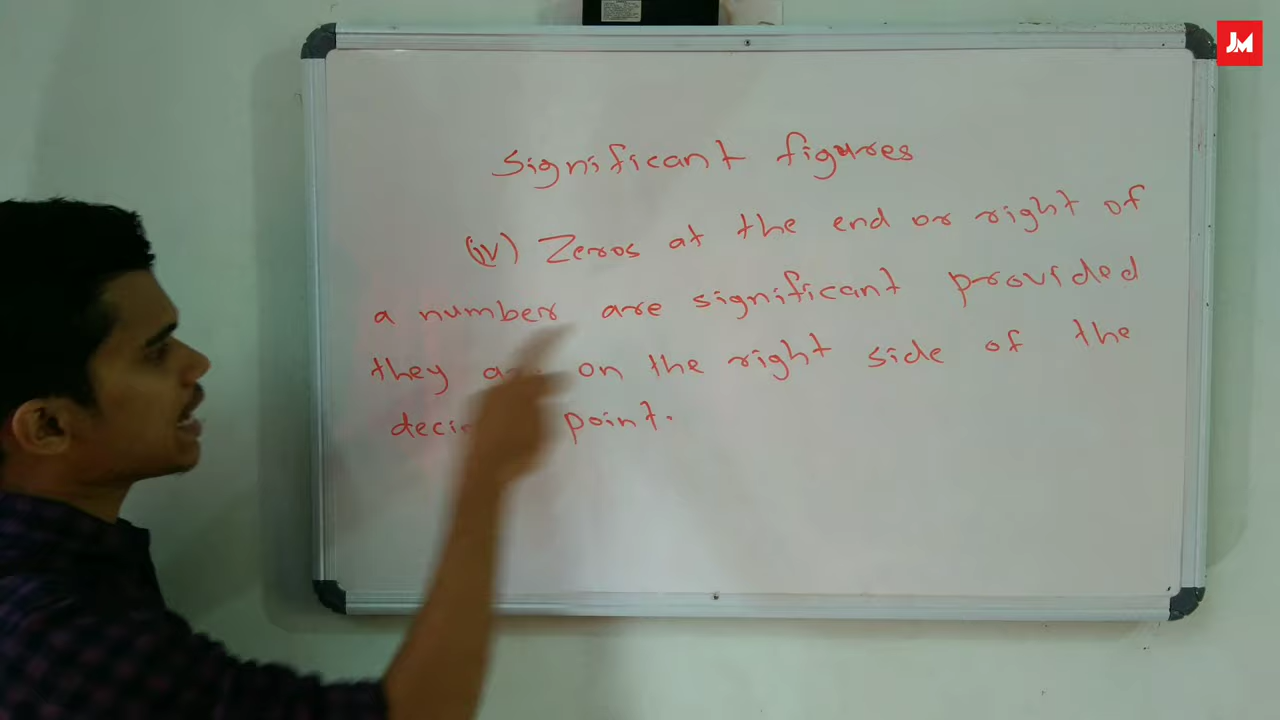 JM
Significant figures
(iv) Zeros at the end or right of
a number are significant provided
they on the right side of the
point.